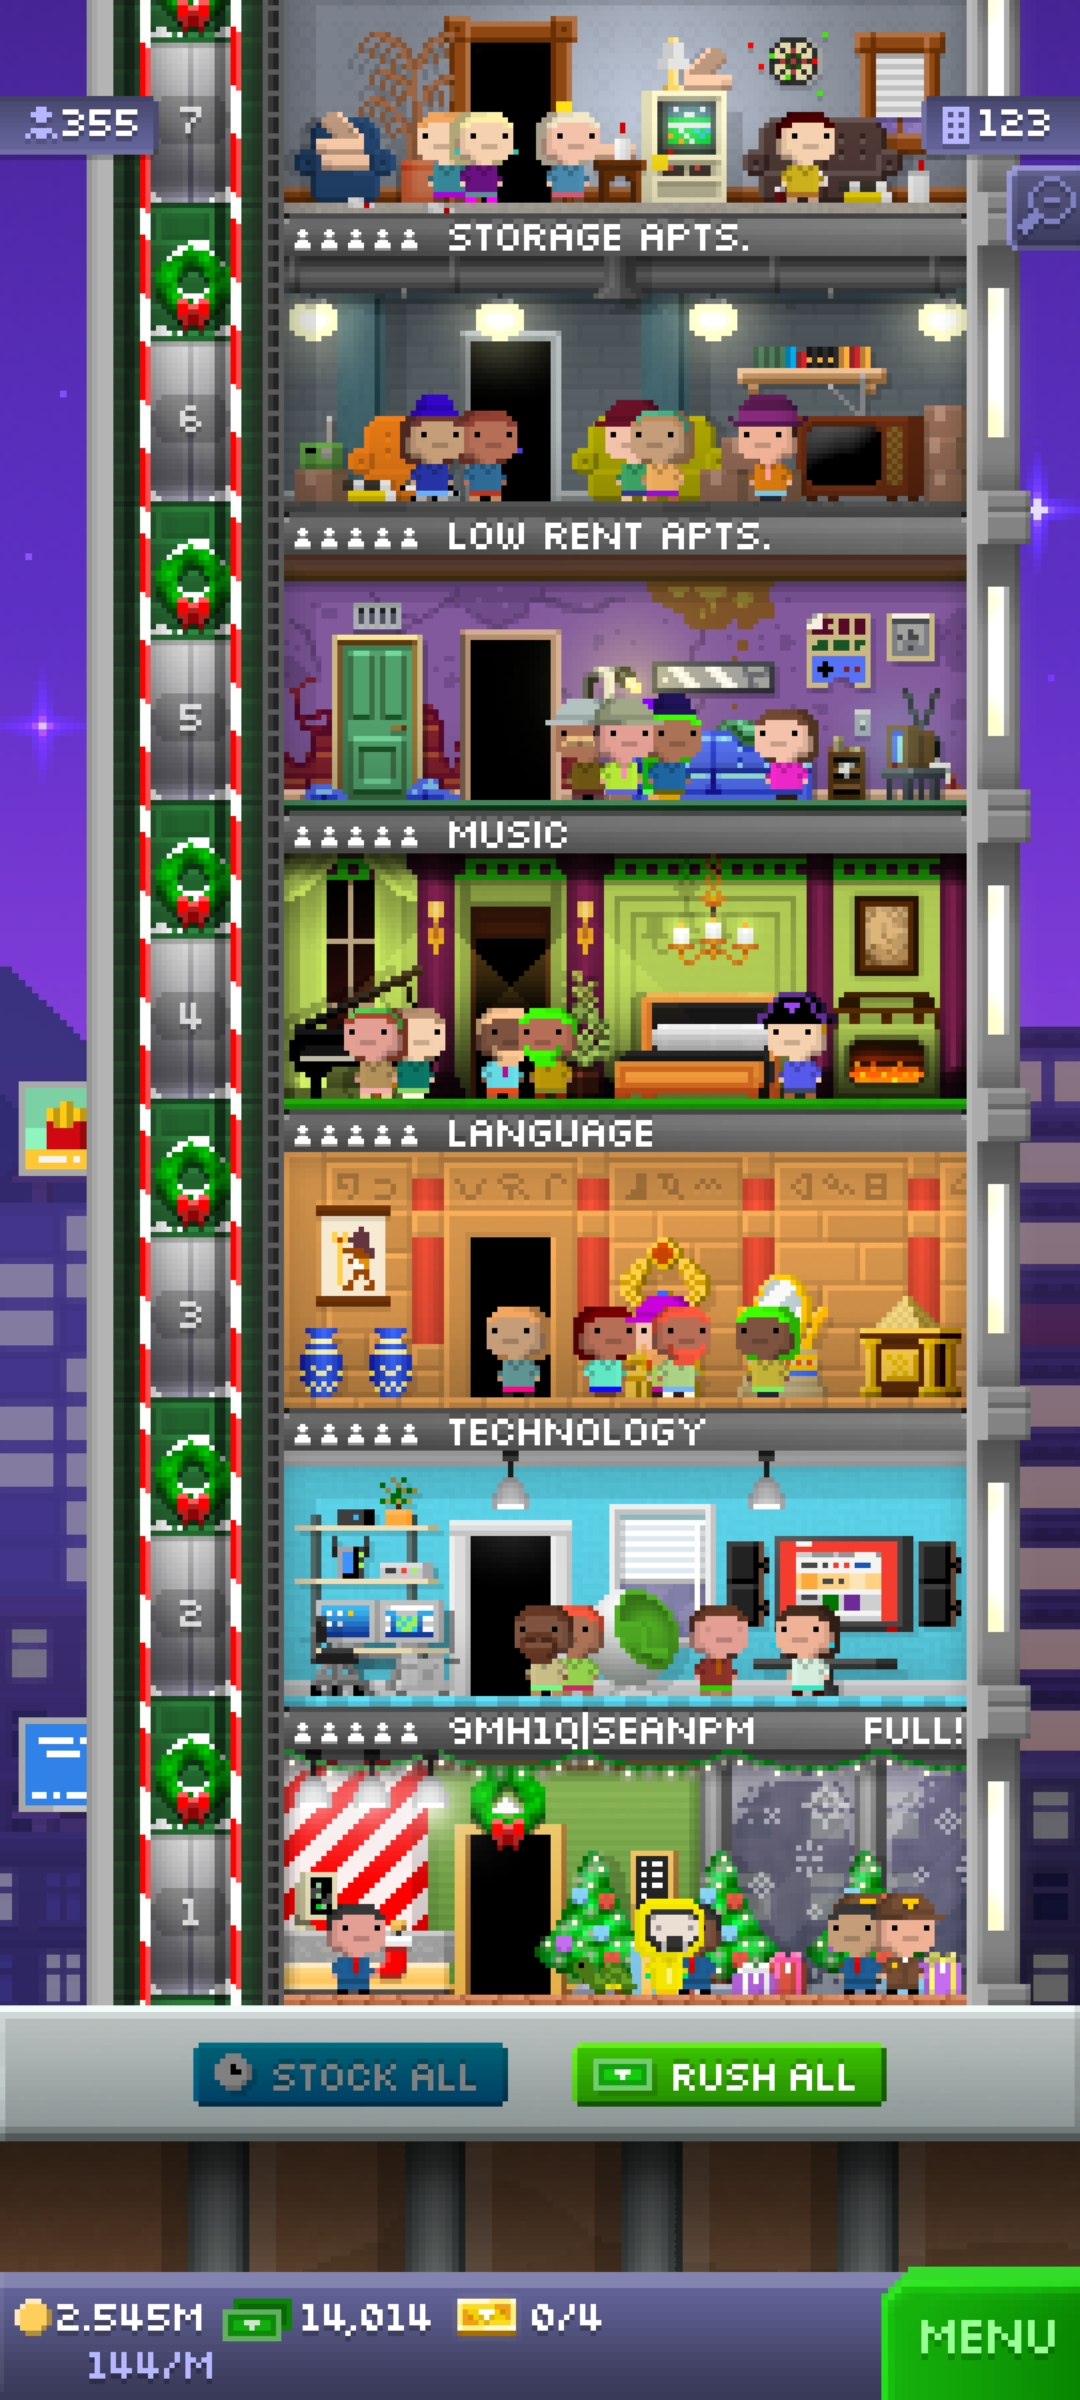 7
355
123
STORAGE APTS.
6
LOW RENT APTS.
5
MUSIC
4
LANGUAGE
3
TECHNOLOGY
2
9MH1Q|SEANPM FULL!
1
STOCK ALL
RUSH ALL
2.545M 14,014 0/4
144/M
MENU